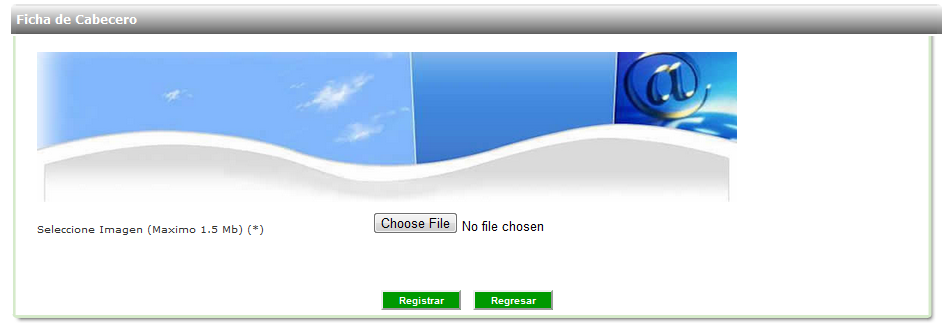 Ficha de Cabecero
@
Seleccione Imagen (Maximo 1.5 Mb) (*)
Choose File No file chosen
Registrar Regresar